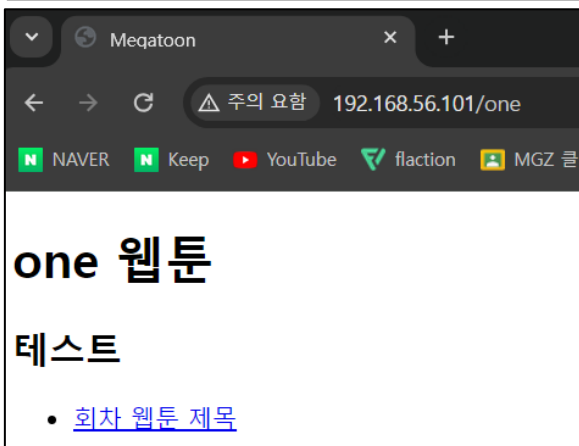 Megatoon
주의 요함 192.168.56.101/one
N NAVER N Keep YouTube flaction MGZ 클
one 웹툰
테스트
회차 웹툰 제목